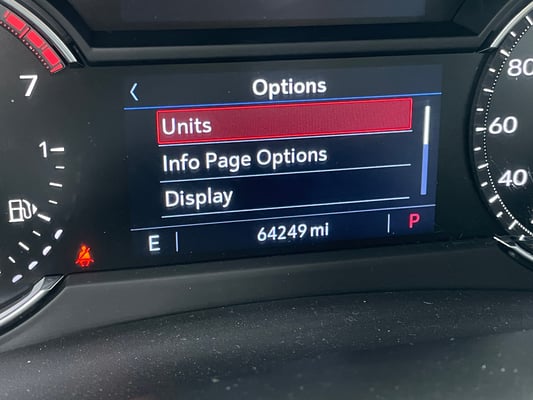 Options
Units
Info Page Options
Display
E 64249 mi P
7
1
80
60
40